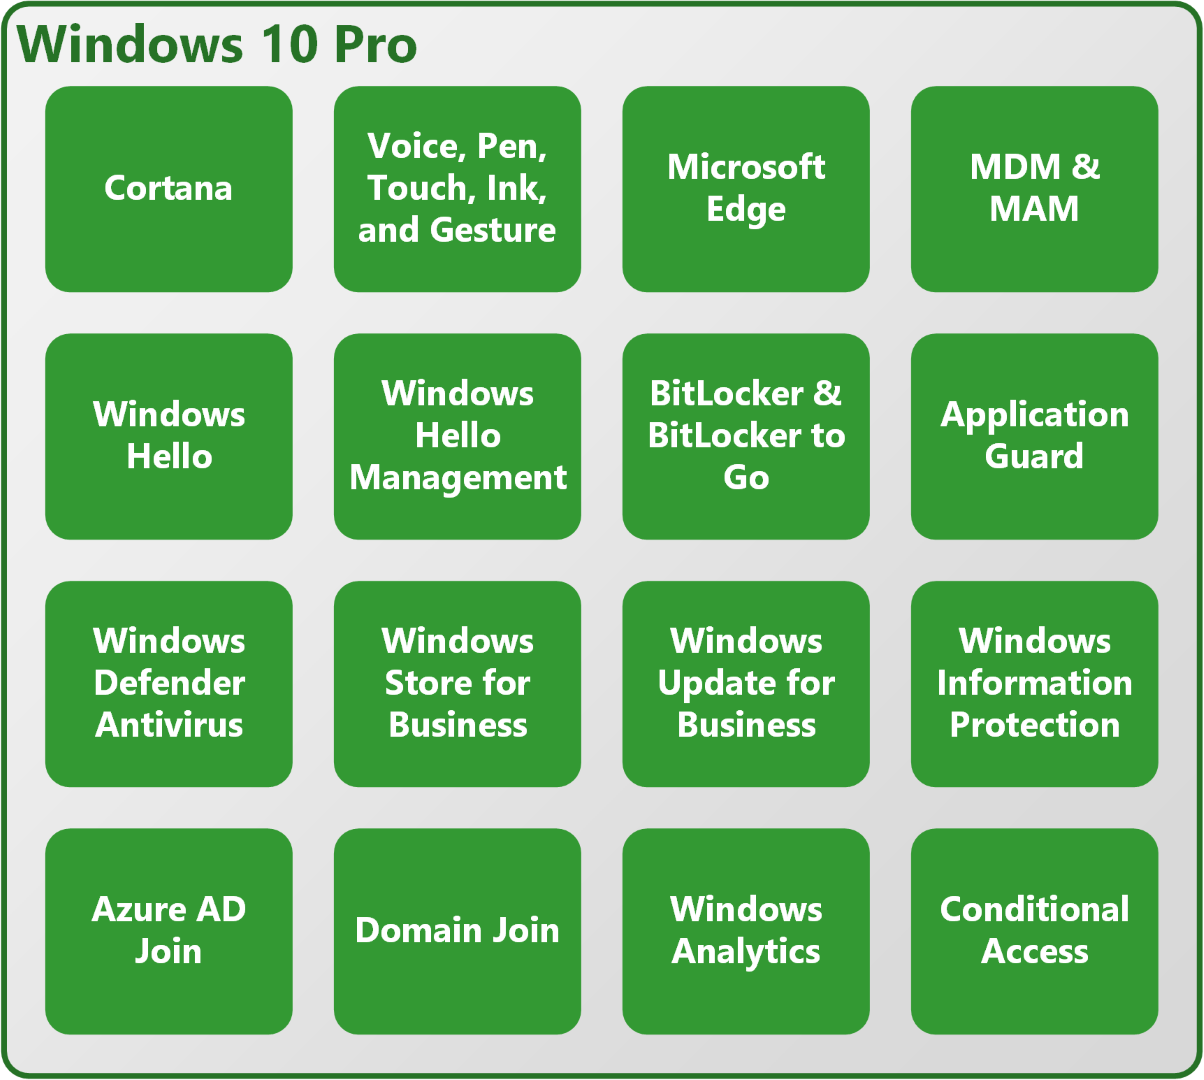 Windows 10 Pro
Cortana
Voice, Pen,
Touch, Ink,
and Gesture
Microsoft
Edge
MDM &
MAM
Windows
Hello
Windows
Hello
Management
BitLocker &
BitLocker to
Go
Application
Guard
Windows
Defender
Antivirus
Windows
Store for
Business
Windows
Update for
Business
Windows
Information
Protection
Azure AD
Join
Domain Join
Windows
Analytics
Conditional
Access